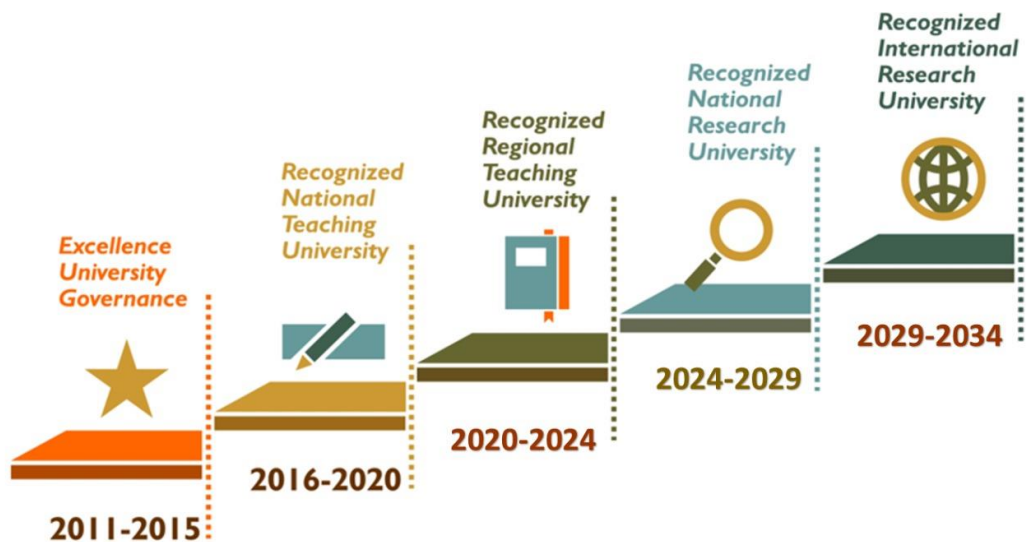 Excellence
University
Governance
2011-2015
Recognized
National
Teaching
University
2016-2020
Recognized
Regional
Teaching
University
2020-2024
Recognized
National
Research
University
2024-2029
Recognized
International
Research
University
2029-2034